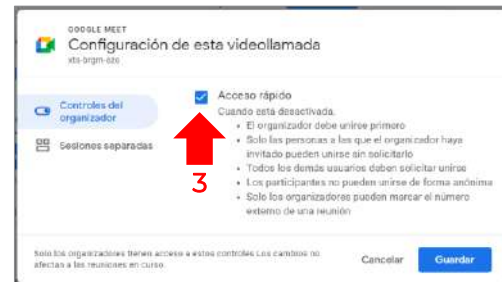 GOOGLE MEET
Configuración de esta videollamada
xts-brgm-eze
Controles del
organizador
Sesiones separadas
Acceso rápido
Cuando está desactivada,
• El organizador debe unirse primero
• Solo las personas a las que el organizador haya
invitado pueden unirse sin solicitarlo
• Todos los demás usuarios deben solicitar unirse
• Los participantes no pueden unirse de forma anónima
• Solo los organizadores pueden marcar el número
externo de una reunión
3
Solo los organizadores tienen acceso a estos controles Los cambios no
afectan a las reuniones en curso.
Cancelar
Guardar